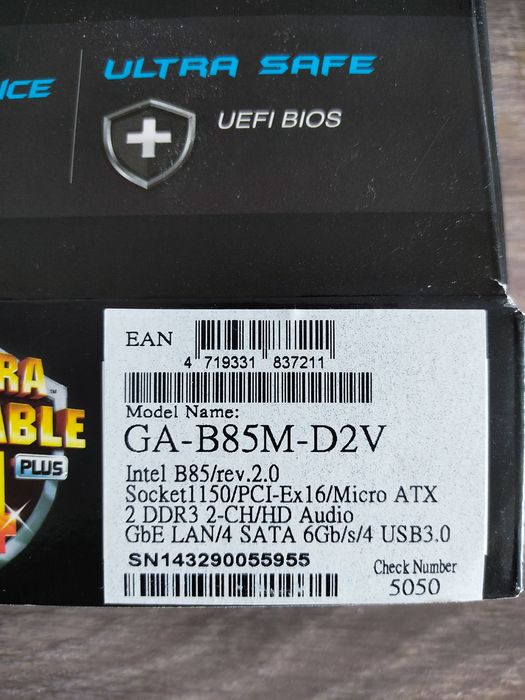 ICE
ULTRA SAFE
UEFI BIOS
RA
ABLE
PLUS
EAN
4 719331 837211
Model Name:
GA-B85M-D2V
Intel B85/rev.2.0
Socket1150/PCI-Ex16/Micro ATX
2 DDR3 2-CH/HD Audio
GbE LAN/4 SATA 6Gb/s/4 USB3.0
SN143290055955
Check Number
5050